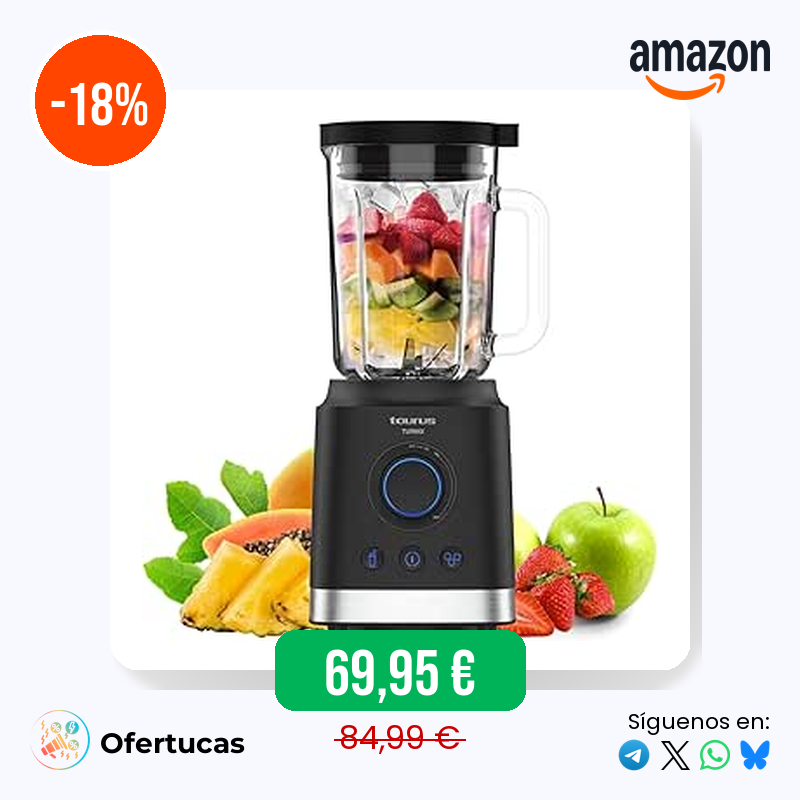 -18%
amazon
taurus
69,95 €
84,99 €
Ofertucas
Síguenos en: